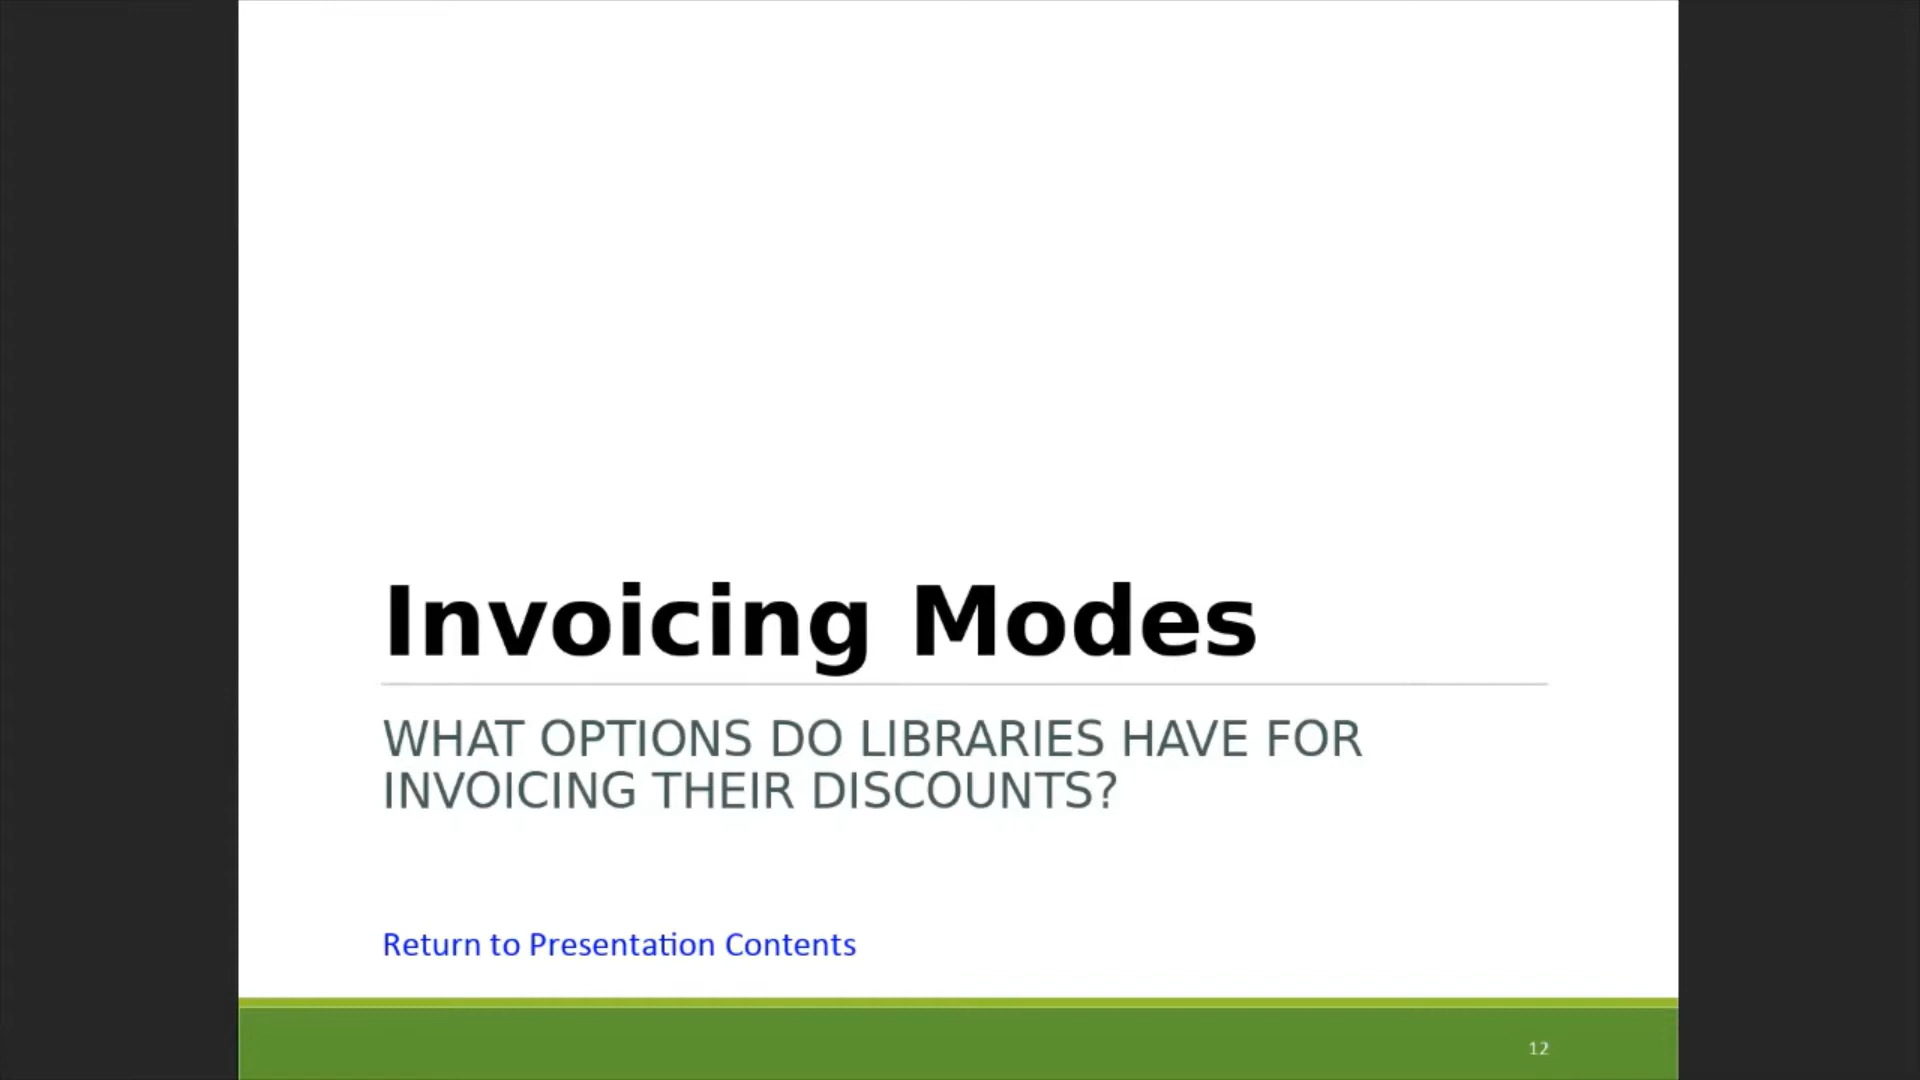 Invoicing Modes
WHAT OPTIONS DO LIBRARIES HAVE FOR
INVOICING THEIR DISCOUNTS?
Return to Presentation Contents
12